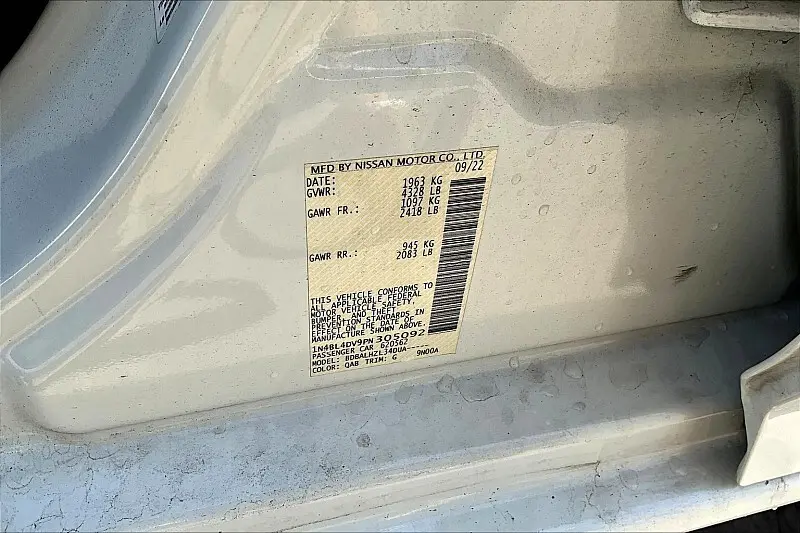 MFD BY NISSAN MOTOR CO., LTD.
DATE: 09/22
GVWR: 1963 KG
4328 LB
GAWR FR.: 1097 KG
2418 LB
GAWR RR.: 945 KG
2083 LB
THIS VEHICLE CONFORMS TO
ALL APPLICABLE FEDERAL
MOTOR VEHICLE SAFETY,
BUMPER, AND THEFT
PREVENTION STANDARDS IN
EFFECT ON THE DATE OF
MANUFACTURE SHOWN ABOVE.
1N4BL4DV9PN305092
PASSENGER CAR 620562
MODEL: BDBALHZL34DUA----- 9N00A
COLOR: QAB TRIM: G